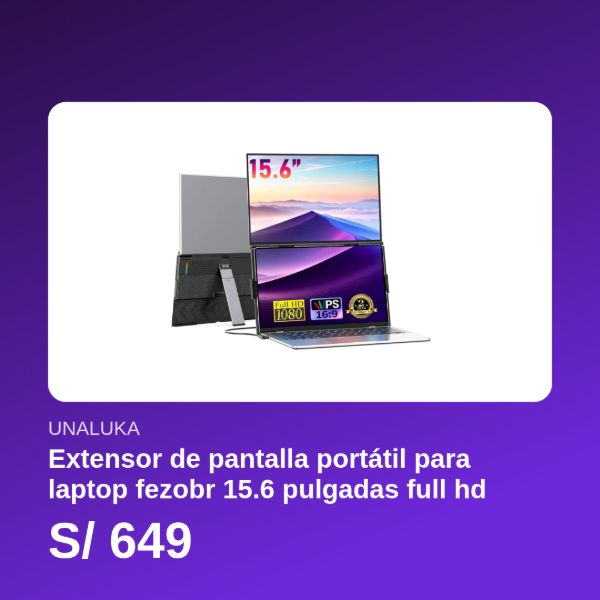 15.6"
Full HD
1080
IPS
16:9
2
UNALUKA
Extensor de pantalla portátil para
laptop fezobr 15.6 pulgadas full hd
S/ 649